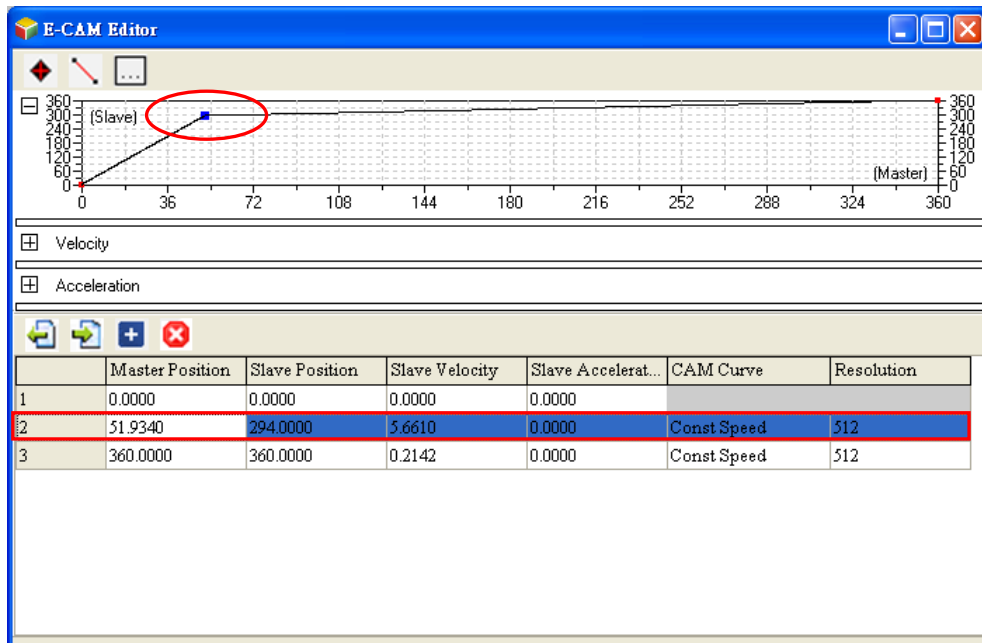 E-CAM Editor
...
360 (Slave) 360
300 300
240 240
180 180
120 120
60 (Master) 60
0 0
0 36 72 108 144 180 216 252 288 324 360
Velocity
Acceleration
Master Position Slave Position Slave Velocity Slave Accelerat... CAM Curve Resolution
1 0.0000 0.0000 0.0000 0.0000
2 51.9340 294.0000 5.6610 0.0000 Const Speed 512
3 360.0000 360.0000 0.2142 0.0000 Const Speed 512